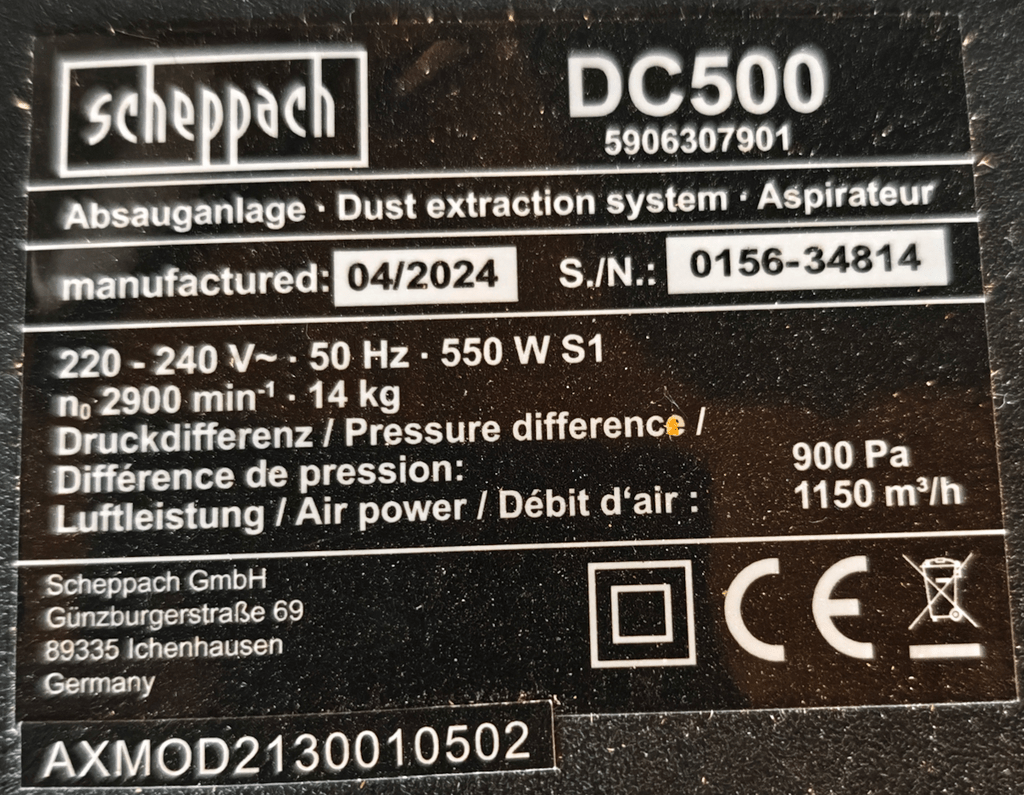 scheppach
DC500
5906307901
Absauganlage · Dust extraction system · Aspirateur
manufactured: 04/2024 S./N.: 0156-34814
220 - 240 V~ · 50 Hz · 550 W S1
n₀ 2900 min⁻¹ · 14 kg
Druckdifferenz / Pressure difference /
Différence de pression: 900 Pa
Luftleistung / Air power / Débit d‘air : 1150 m³/h
Scheppach GmbH
Günzburgerstraße 69
89335 Ichenhausen
Germany
CE
AXMOD2130010502